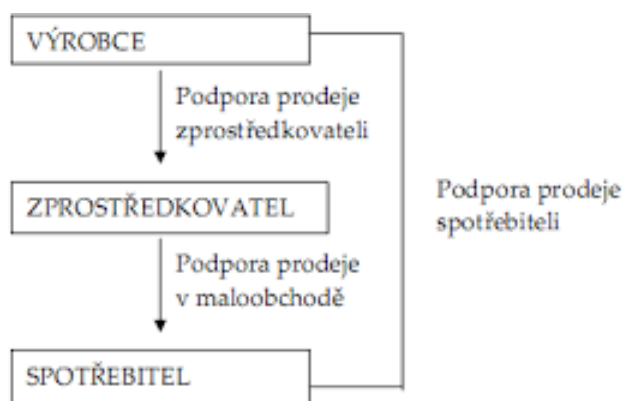 VÝROBCE
Podpora prodeje
zprostředkovateli
ZPROSTŘEDKOVATEL
Podpora prodeje
spotřebiteli
Podpora prodeje
v maloobchodě
SPOTŘEBITEL